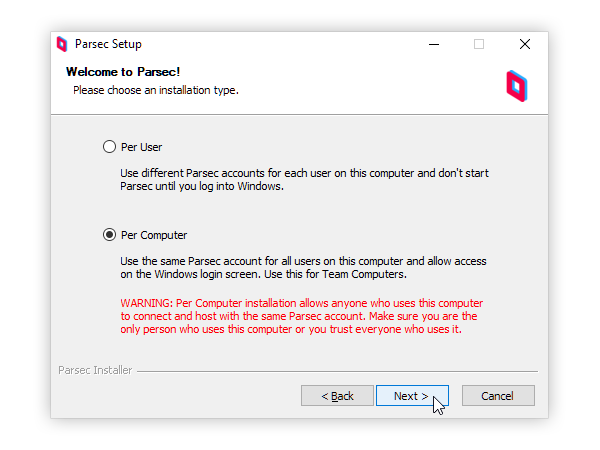 Parsec Setup
Welcome to Parsec!
Please choose an installation type.
Per User
Use different Parsec accounts for each user on this computer and don't start
Parsec until you log into Windows.
Per Computer
Use the same Parsec account for all users on this computer and allow access
on the Windows login screen. Use this for Team Computers.
WARNING: Per Computer installation allows anyone who uses this computer
to connect and host with the same Parsec account. Make sure you are the
only person who uses this computer or you trust everyone who uses it.
Parsec Installer
< Back Next > Cancel